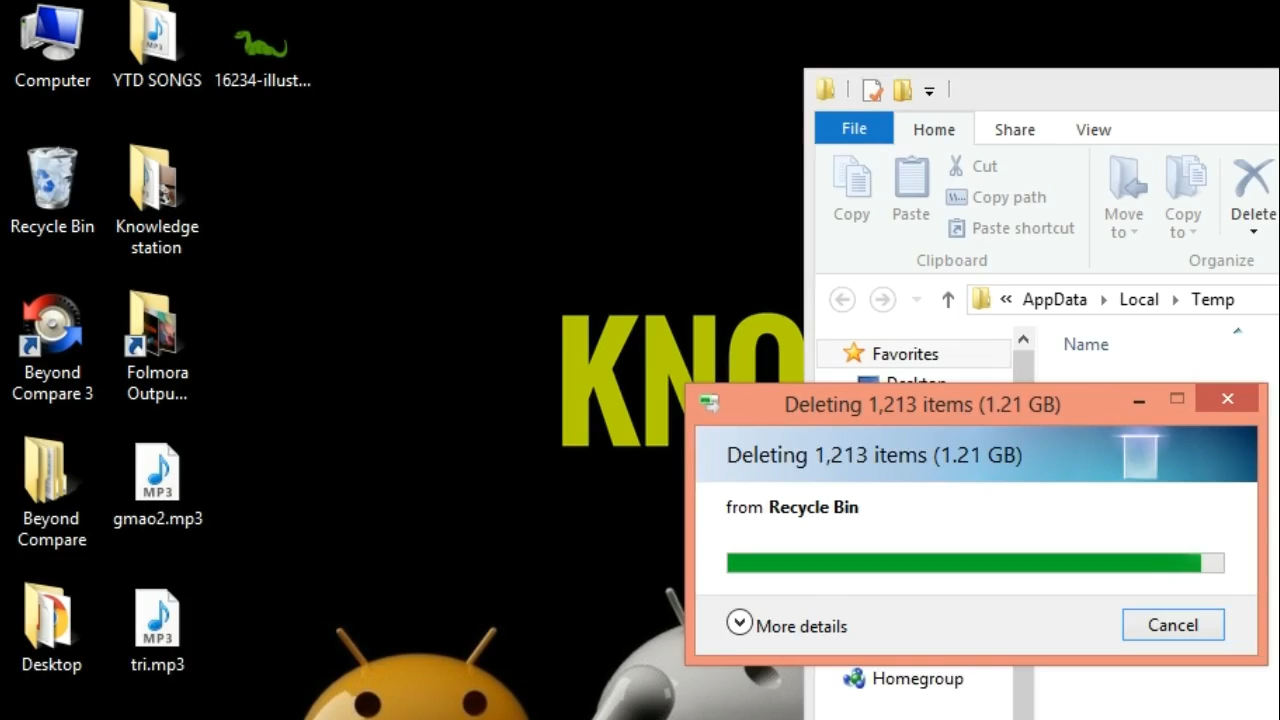 Computer
YTD SONGS
16234-illust...
Recycle Bin
Knowledge
station
Beyond
Compare 3
Folmora
Outpu...
Beyond
Compare
gmao2.mp3
MP3
Desktop
tri.mp3
MP3
MP3
KNO
File
Home
Share
View
Copy
Paste
Cut
Copy path
Paste shortcut
Clipboard
Move
to
Copy
to
Delete
Organize
« AppData
Local
Temp
Favorites
Desktop
Name
Deleting 1,213 items (1.21 GB)
Deleting 1,213 items (1.21 GB)
from Recycle Bin
More details
Cancel
Homegroup